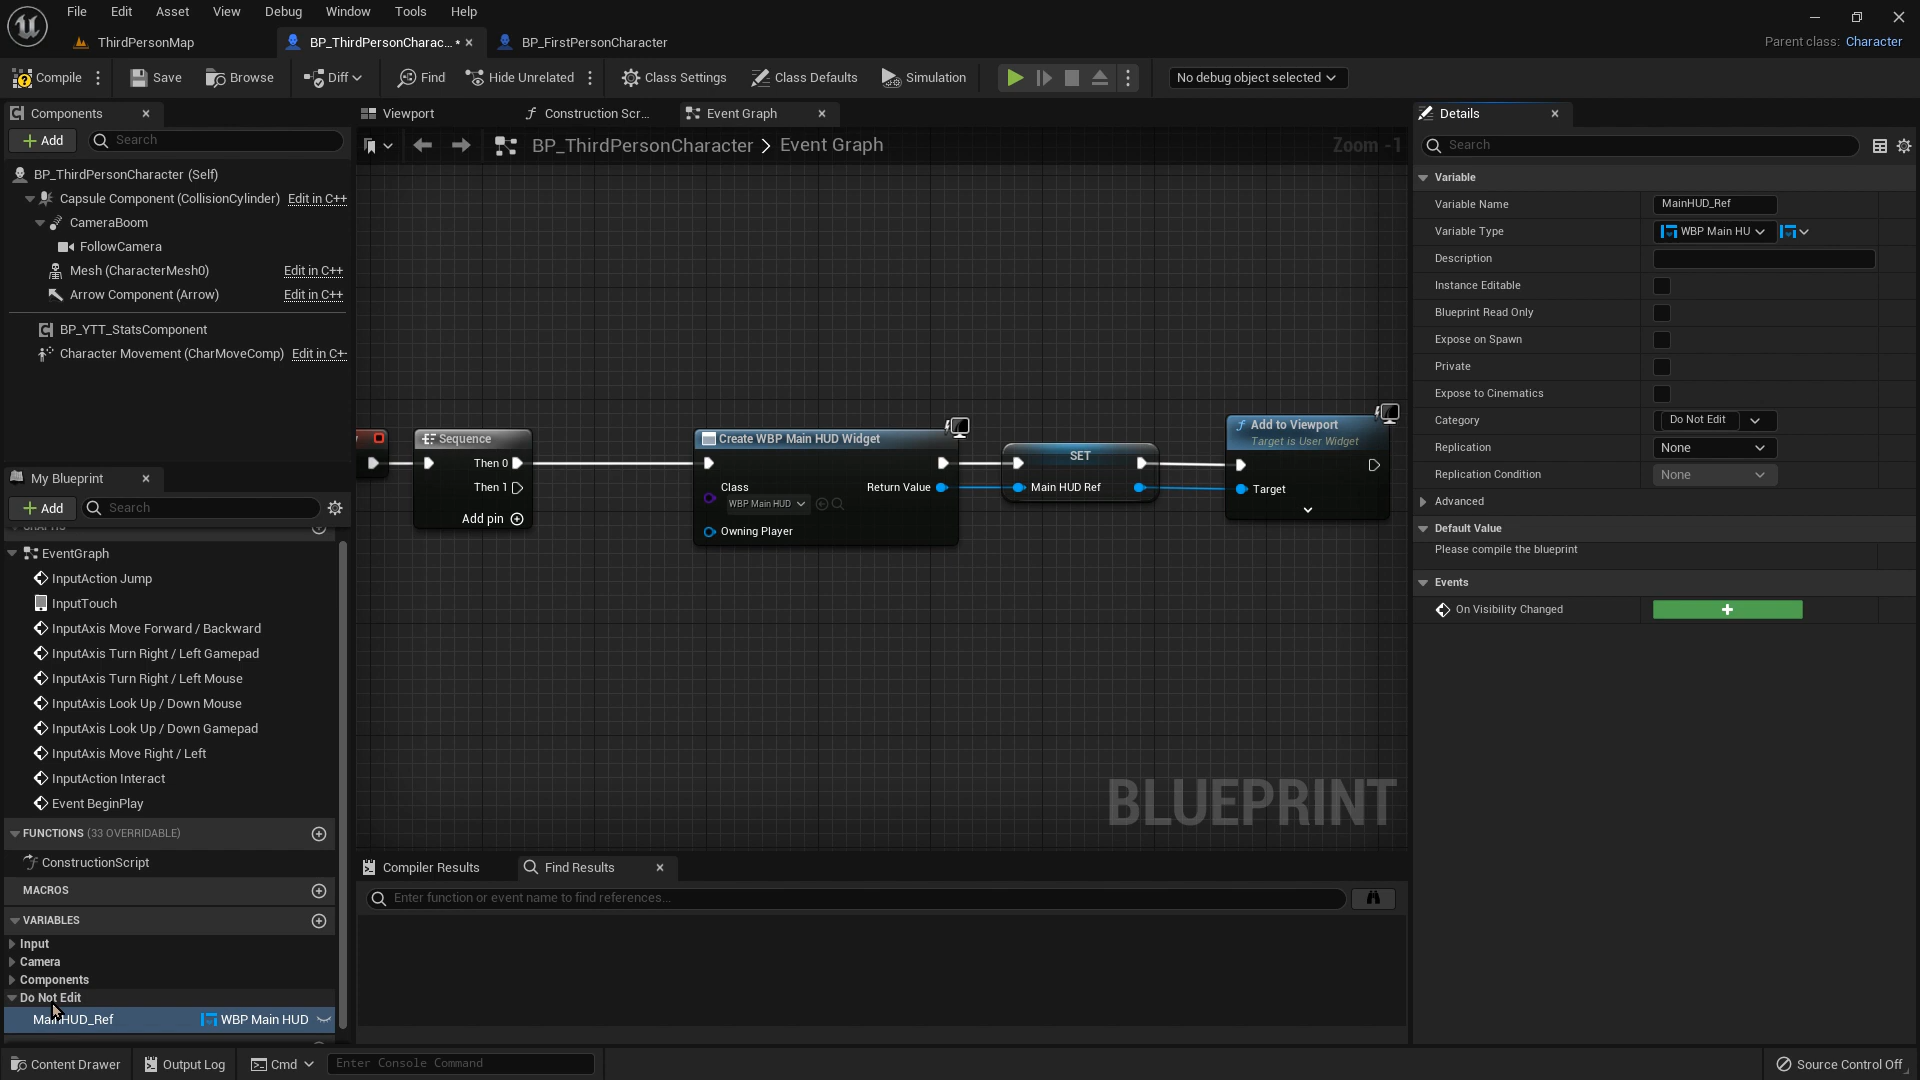 File Edit Asset View Debug Window Tools Help
ThirdPersonMap
BP_ThirdPersonCharac... •
BP_FirstPersonCharacter
Parent class: Character
Compile
Save
Browse
Diff
Find
Hide Unrelated
Class Settings
Class Defaults
Simulation
No debug object selected
Components
Add
Search
BP_ThirdPersonCharacter (Self)
Capsule Component (CollisionCylinder) Edit in C++
CameraBoom
FollowCamera
Mesh (CharacterMesh0) Edit in C++
Arrow Component (Arrow) Edit in C++
BP_YTT_StatsComponent
Character Movement (CharMoveComp) Edit in C+
My Blueprint
Add
Search
GRAPHS
EventGraph
InputAction Jump
InputTouch
InputAxis Move Forward / Backward
InputAxis Turn Right / Left Gamepad
InputAxis Turn Right / Left Mouse
InputAxis Look Up / Down Mouse
InputAxis Look Up / Down Gamepad
InputAxis Move Right / Left
InputAction Interact
Event BeginPlay
FUNCTIONS (33 OVERRIDABLE)
ConstructionScript
MACROS
VARIABLES
Input
Camera
Components
Do Not Edit
MainHUD_Ref WBP Main HUD
Viewport
Construction Scr...
Event Graph
BP_ThirdPersonCharacter > Event Graph
Zoom -1
Sequence
Then 0
Then 1
Add pin
Create WBP Main HUD Widget
Class
WBP Main HUD
Return Value
Owning Player
SET
Main HUD Ref
Add to Viewport
Target is User Widget
Target
BLUEPRINT
Compiler Results
Find Results
Enter function or event name to find references...
Details
Search
Variable
Variable Name MainHUD_Ref
Variable Type WBP Main HU
Description
Instance Editable
Blueprint Read Only
Expose on Spawn
Private
Expose to Cinematics
Category Do Not Edit
Replication None
Replication Condition None
Advanced
Default Value
Please compile the blueprint
Events
On Visibility Changed
Content Drawer
Output Log
Cmd
Enter Console Command
Source Control Off